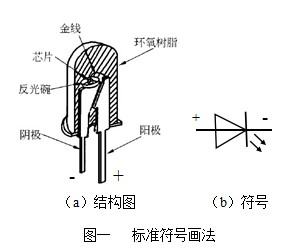 金线
芯片
环氧树脂
反光碗
阴极
阳极
- +
+ -
（a）结构图 （b）符号
图一 标准符号画法